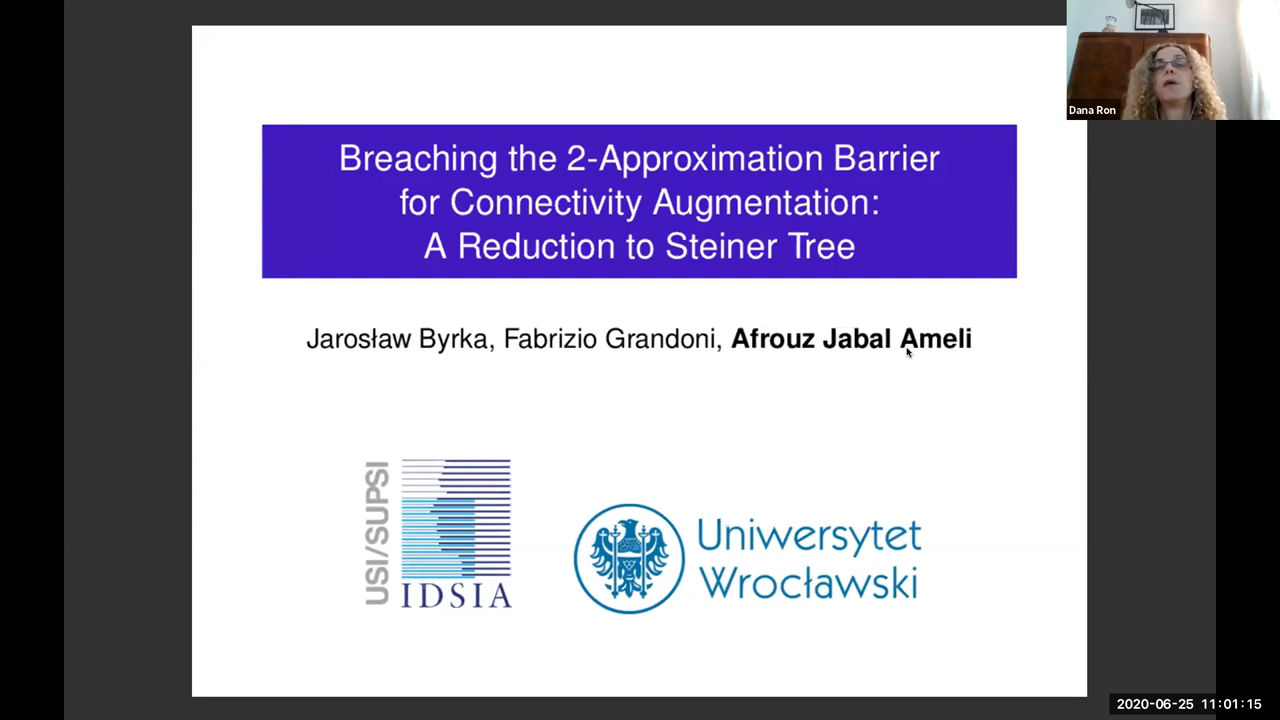 Dana Ron
Breaching the 2-Approximation Barrier
for Connectivity Augmentation:
A Reduction to Steiner Tree
Jarosław Byrka, Fabrizio Grandoni, Afrouz Jabal Ameli
USI/SUPSI
IDSIA
Uniwersytet
Wrocławski
2020-06-25 11:01:15